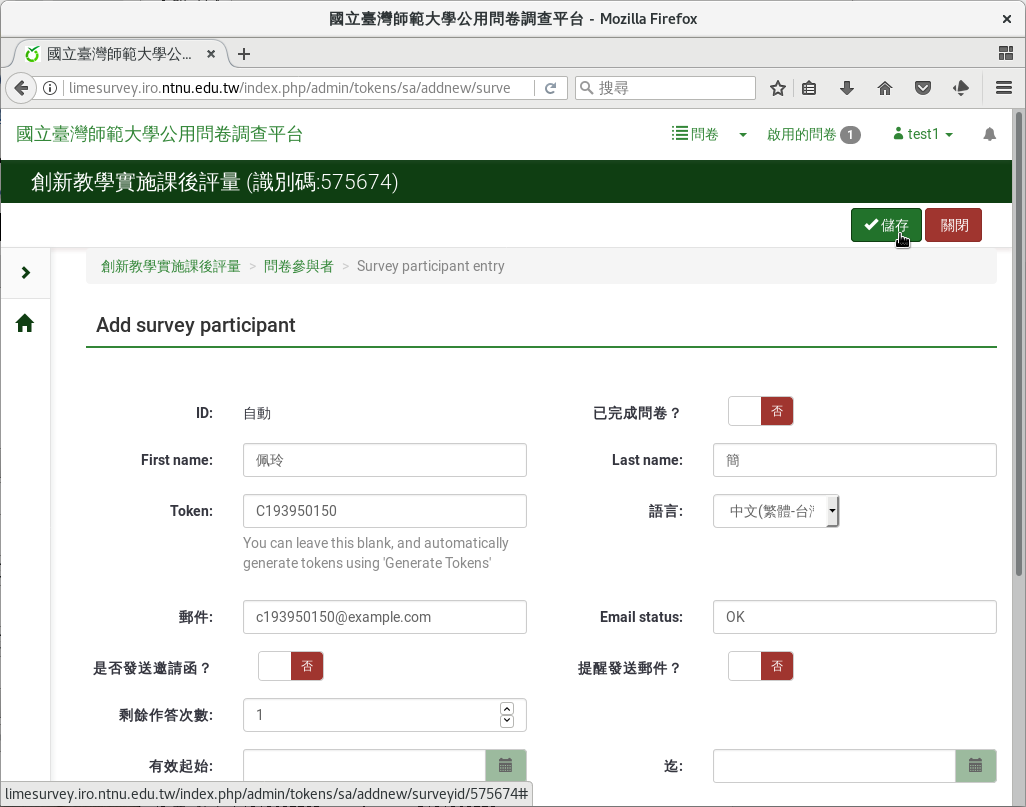 國立臺灣師範大學公用問卷調查平台 - Mozilla Firefox
國立臺灣師範大學公...
limesurvey.iro.ntnu.edu.tw/index.php/admin/tokens/sa/addnew/surve
搜尋
國立臺灣師範大學公用問卷調查平台
問卷
啟用的問卷 1
test1
創新教學實施課後評量 (識別碼:575674)
儲存
關閉
創新教學實施課後評量 > 問卷參與者 > Survey participant entry
Add survey participant
ID: 自動
已完成問卷? 否
First name: 佩玲
Last name: 簡
Token: C193950150
語言: 中文(繁體-台
You can leave this blank, and automatically
generate tokens using 'Generate Tokens'
郵件: c193950150@example.com
Email status: OK
是否發送邀請函? 否
提醒發送郵件? 否
剩餘作答次數: 1
有效起始:
迄:
limesurvey.iro.ntnu.edu.tw/index.php/admin/tokens/sa/addnew/surveyid/575674#